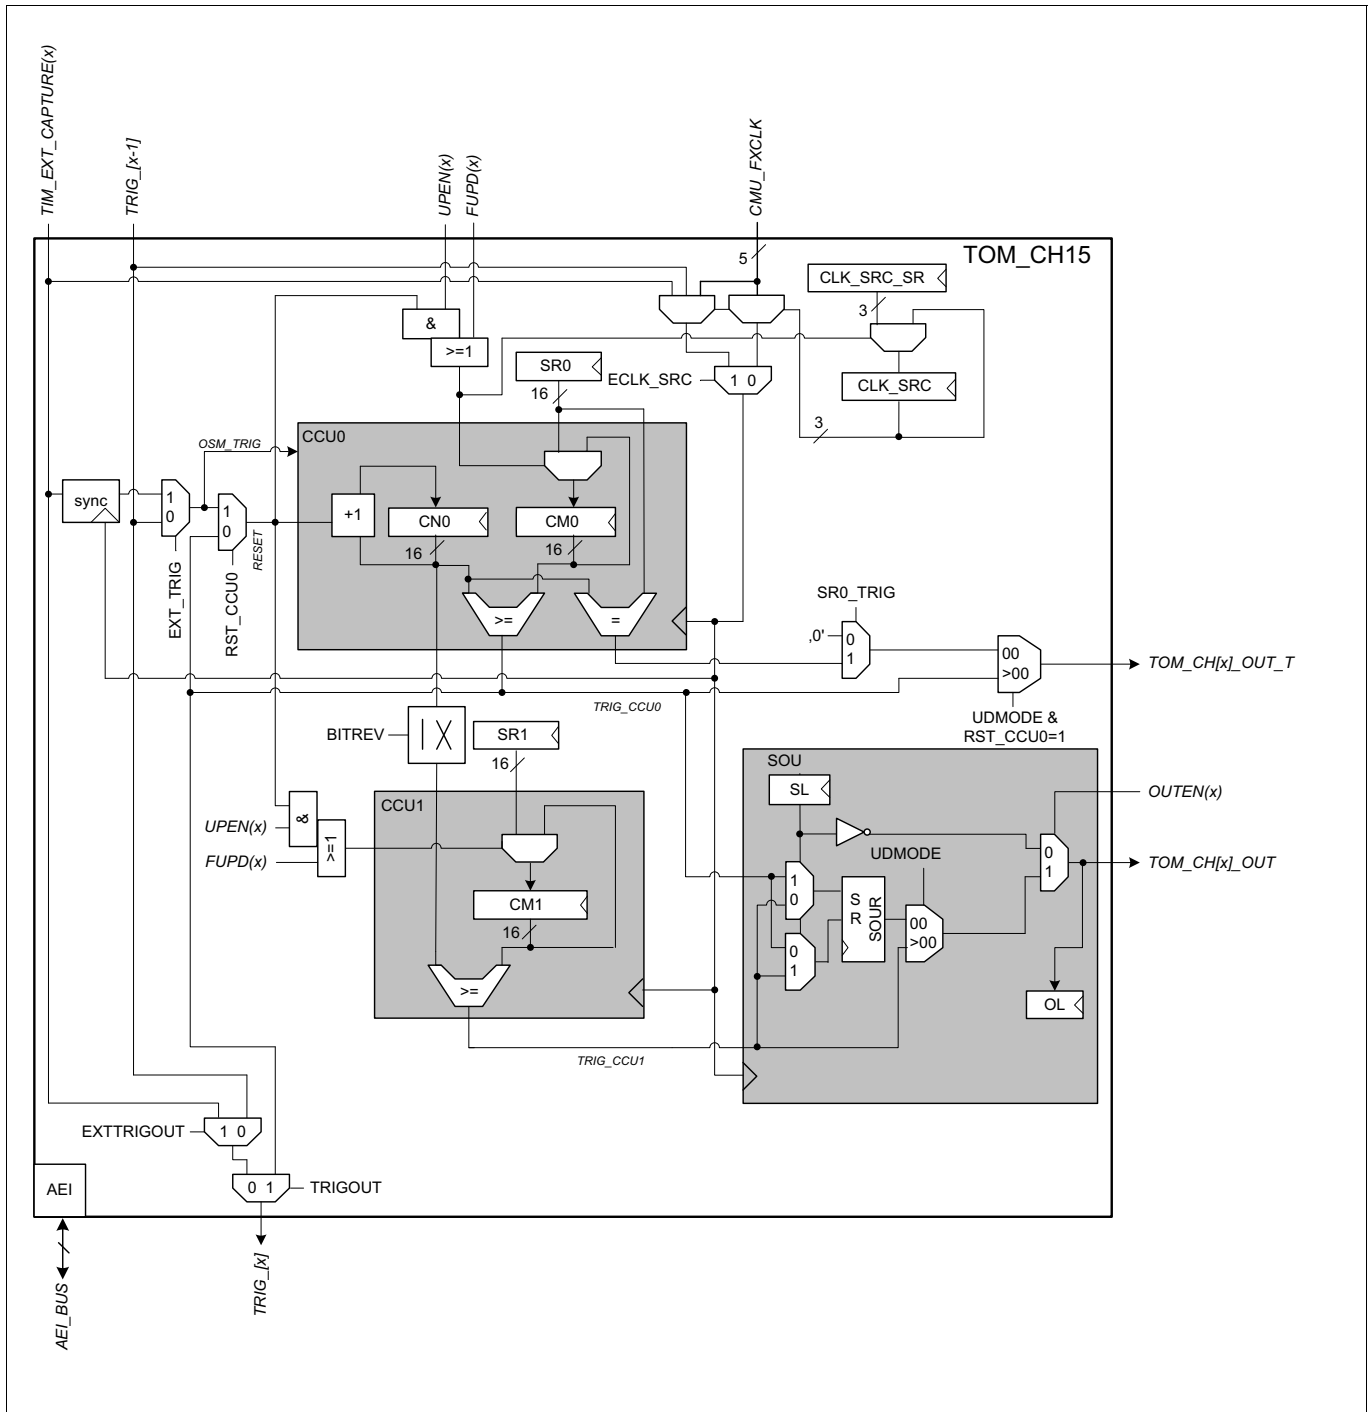 TIM_EXT_CAPTURE(x)
TRIG_[x-1]
UPEN(x)
FUPD(x)
CMU_FXCLK
TOM_CH15
5
CLK_SRC_SR
3
&
>=1
SR0
16
ECLK_SRC
1 0
CLK_SRC
3
CCU0
OSM_TRIG
sync
1
0
1
0
RESET
EXT_TRIG
RST_CCU0
+1
CN0
CM0
16
16
>=
=
SR0_TRIG
‚0'
0
1
00
>00
TOM_CH[x]_OUT_T
UDMODE &
RST_CCU0=1
TRIG_CCU0
BITREV
SR1
16
CCU1
&
>=1
UPEN(x)
FUPD(x)
CM1
16
>=
TRIG_CCU1
SOU
SL
UDMODE
1
0
0
1
S
R
SOUR
00
>00
0
1
OUTEN(x)
TOM_CH[x]_OUT
OL
EXTTRIGOUT
1 0
0 1
TRIGOUT
AEI
AEI_BUS
TRIG_[x]